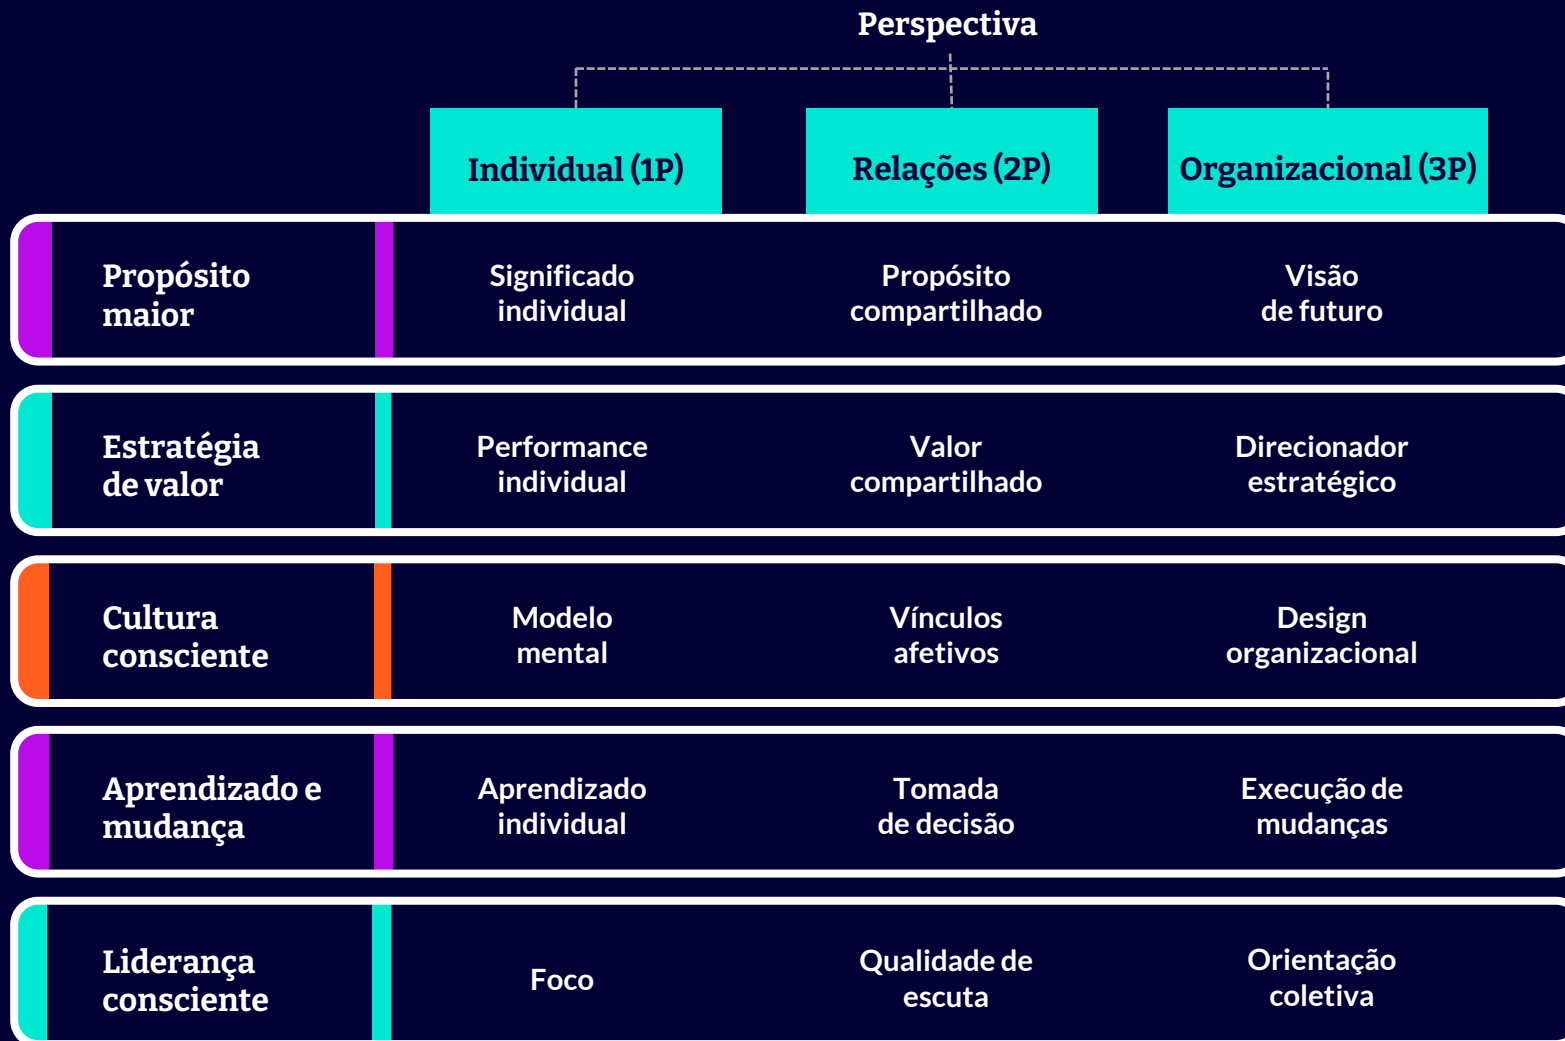 Perspectiva
Individual (1P)
Relações (2P)
Organizacional (3P)
Propósito
maior
Significado
individual
Propósito
compartilhado
Visão
de futuro
Estratégia
de valor
Performance
individual
Valor
compartilhado
Direcionador
estratégico
Cultura
consciente
Modelo
mental
Vínculos
afetivos
Design
organizacional
Aprendizado e
mudança
Aprendizado
individual
Tomada
de decisão
Execução de
mudanças
Liderança
consciente
Foco
Qualidade de
escuta
Orientação
coletiva